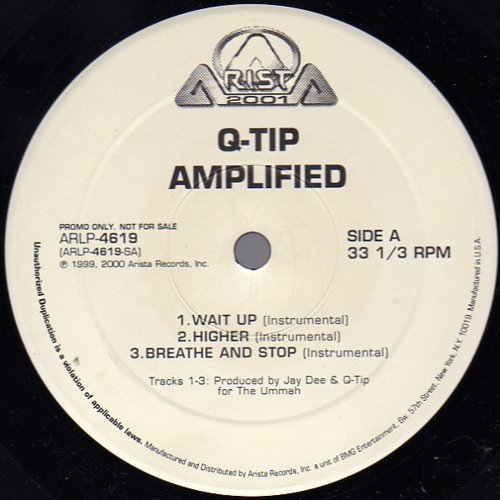 ARISTA
2001
Q-TIP
AMPLIFIED
PROMO ONLY. NOT FOR SALE
ARLP-4619
[ARLP-4619-SA]
℗ 1999, 2000 Arista Records, Inc.
SIDE A
33 1/3 RPM
1.WAIT UP (Instrumental)
2.HIGHER (Instrumental)
3.BREATHE AND STOP (Instrumental)
Tracks 1-3: Produced by Jay Dee & Q-Tip
for The Ummah
Unauthorized Duplication is a violation of applicable laws. Manufactured and Distributed by Arista Records, Inc. a unit of BMG Entertainment, 6w. 57th Street, New York, N.Y. 10019. Manufactured in U.S.A.